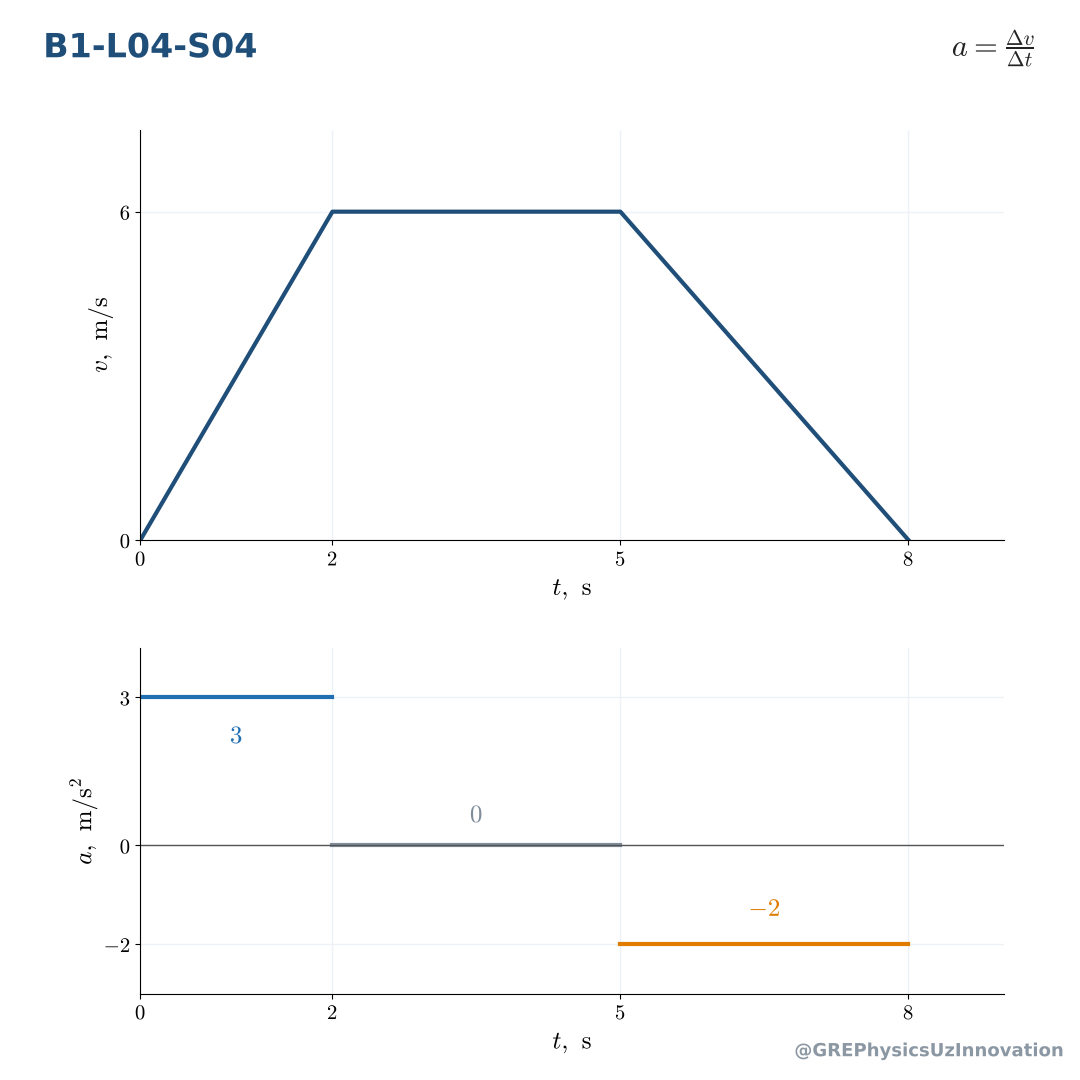 B1-L04-S04
a = Δv/Δt
6
0
v, m/s
0 2 5 8
t, s
3
0
−2
a, m/s²
3
0
−2
0 2 5 8
t, s
@GREPhysicsUzInnovation